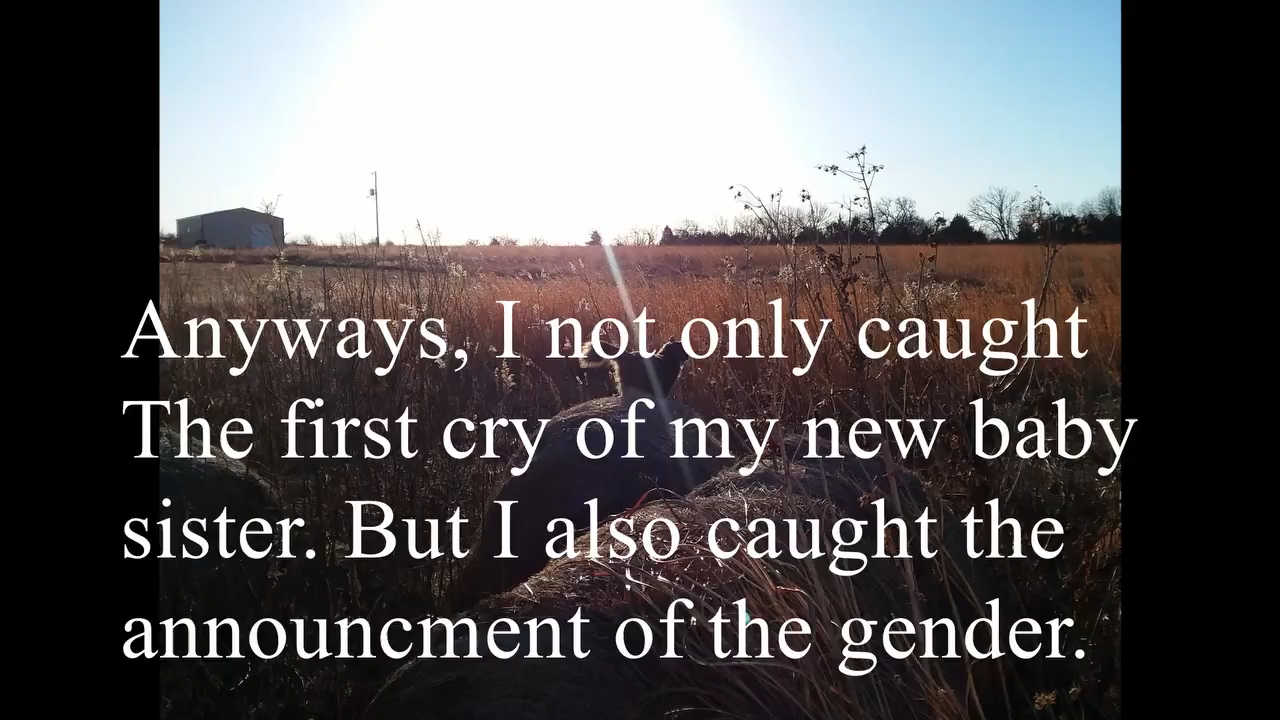 Anyways, I not only caught
The first cry of my new baby
sister. But I also caught the
announcment of the gender.